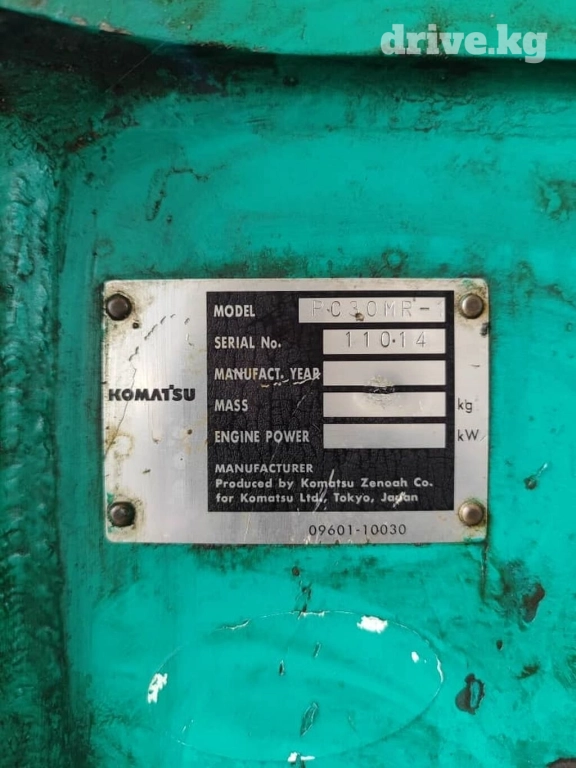 drive.kg
MODEL PC30MR-1
SERIAL No. 11014
MANUFACT. YEAR
KOMATSU
MASS kg
ENGINE POWER kW
MANUFACTURER
Produced by Komatsu Zenoah Co.
for Komatsu Ltd., Tokyo, Japan
09601-10030